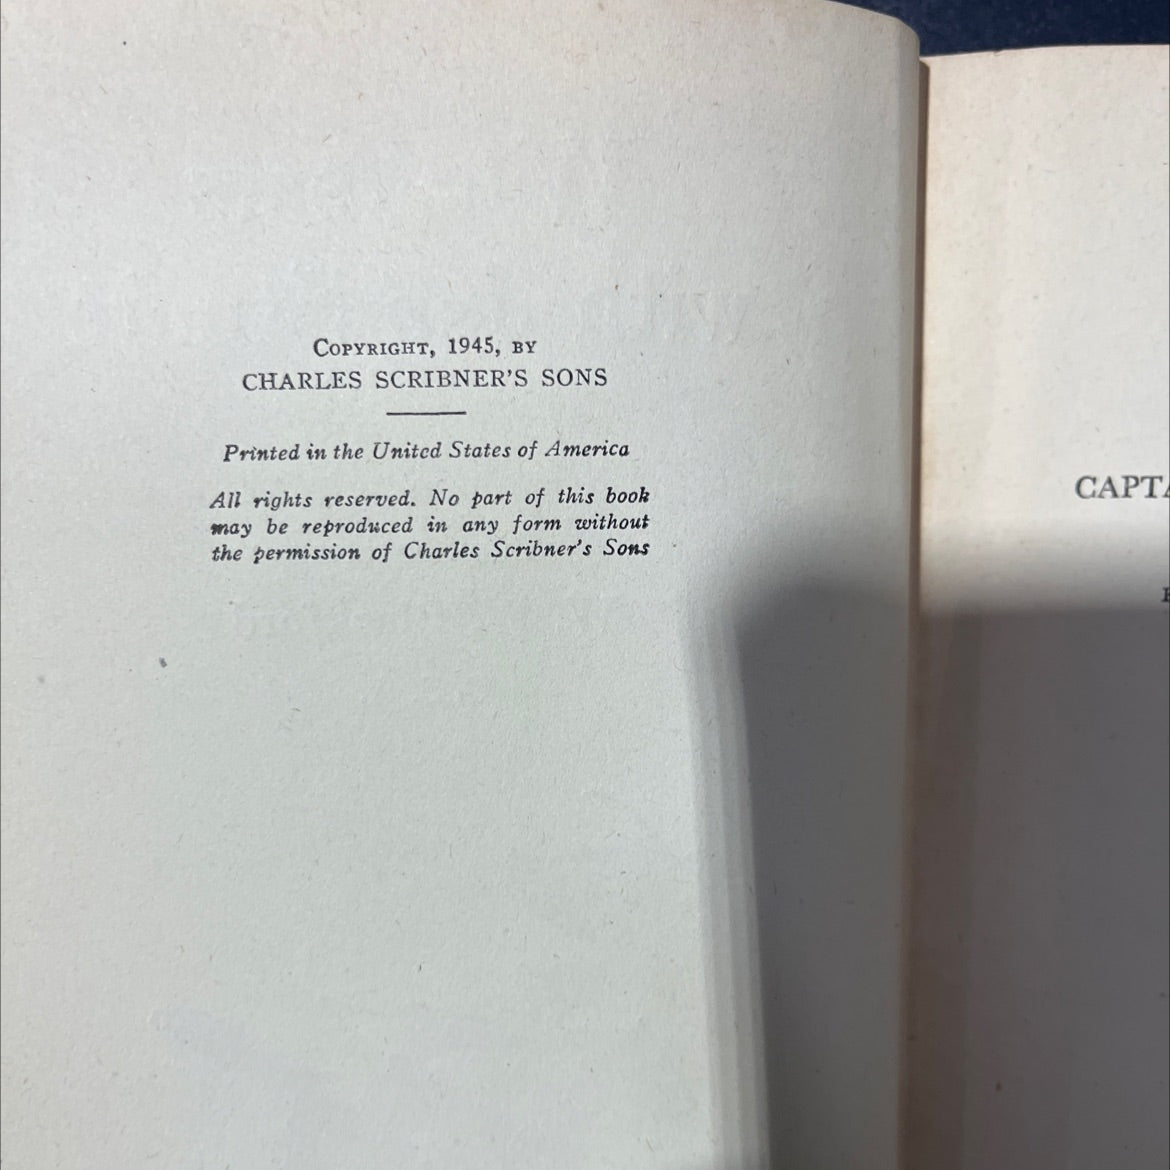 COPYRIGHT, 1945, BY
CHARLES SCRIBNER'S SONS
Printed in the United States of America
All rights reserved. No part of this book
may be reproduced in any form without
the permission of Charles Scribner's Sons
CAPTA